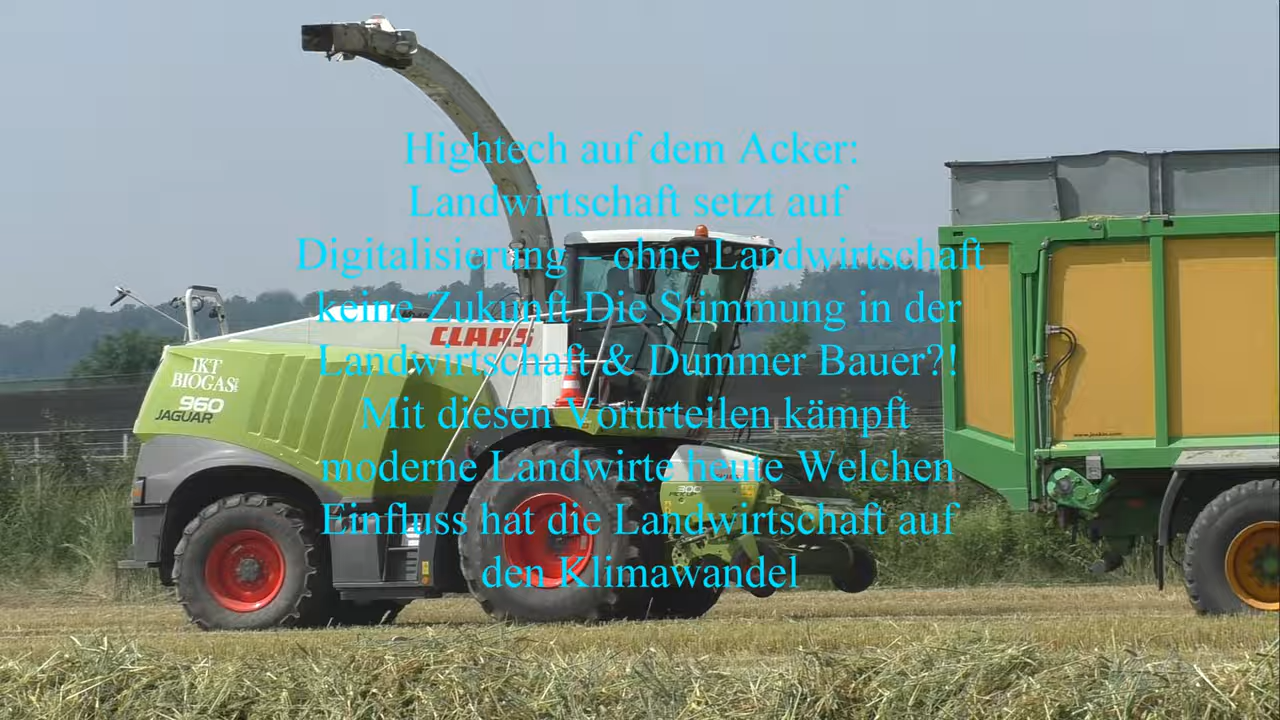 Hightech auf dem Acker:
Landwirtschaft setzt auf
Digitalisierung – ohne Landwirtschaft
keine Zukunft Die Stimmung in der
Landwirtschaft & Dummer Bauer?!
Mit diesen Vorurteilen kämpft
moderne Landwirte heute Welchen
Einfluss hat die Landwirtschaft auf
den Klimawandel
CLAAS
IKT
BIOGAS
960
JAGUAR
300